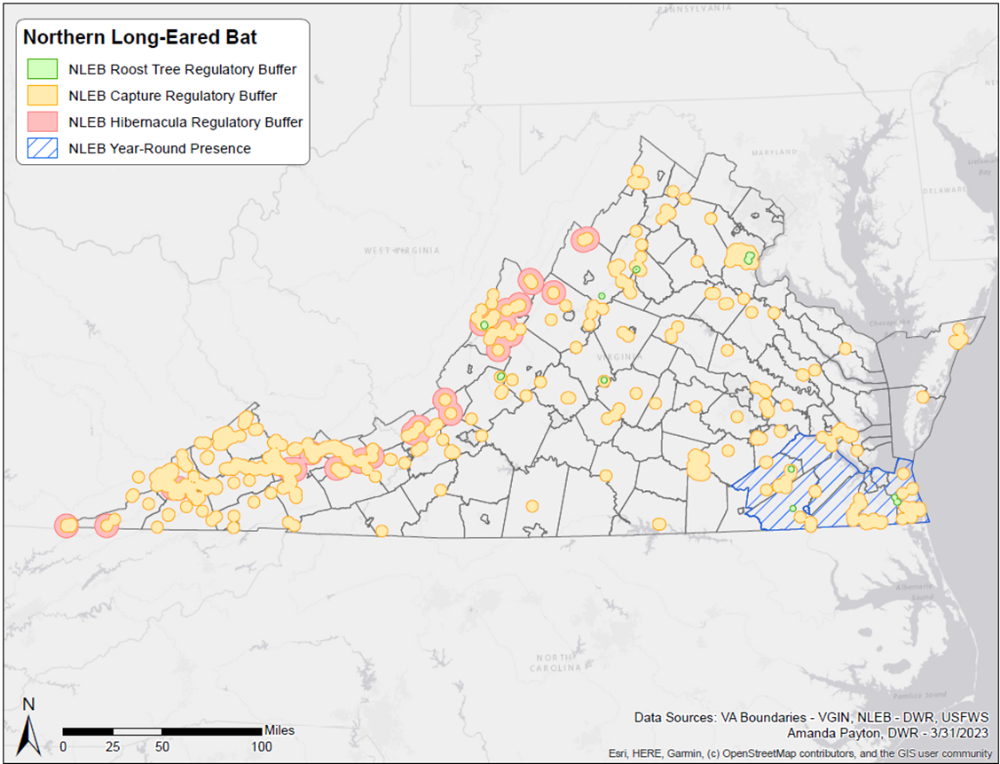 PENNSYLVANIA
Northern Long-Eared Bat
NLEB Roost Tree Regulatory Buffer
NLEB Capture Regulatory Buffer
NLEB Hibernacula Regulatory Buffer
NLEB Year-Round Presence
MARYLAND
DELAWARE
Bay
WEST VIRGINIA
Chesapeake
VIRGINIA
Albemarle
Sound
NORTH
CAROLINA
Pamlico Sound
N
Miles
0 25 50 100
Data Sources: VA Boundaries - VGIN, NLEB - DWR, USFWS
Amanda Payton, DWR - 3/31/2023
Esri, HERE, Garmin, (c) OpenStreetMap contributors, and the GIS user community